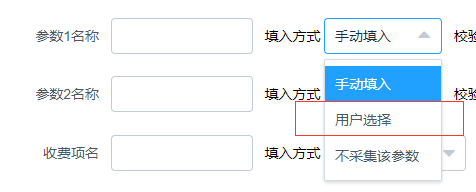 参数1名称 填入方式 手动填入 校验
手动填入
参数2名称 填入方式 校验
用户选择
收费项名 填入方式 不采集该参数